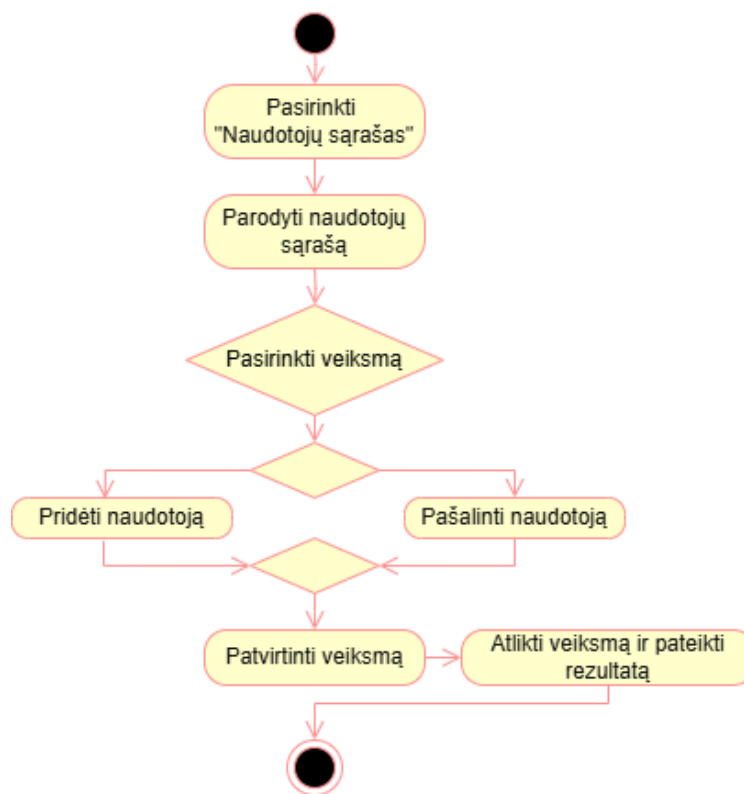 Pasirinkti
"Naudotojų sąrašas"
Parodyti naudotojų
sąrašą
Pasirinkti veiksmą
Pridėti naudotoją
Pašalinti naudotoją
Patvirtinti veiksmą
Atlikti veiksmą ir pateikti
rezultatą